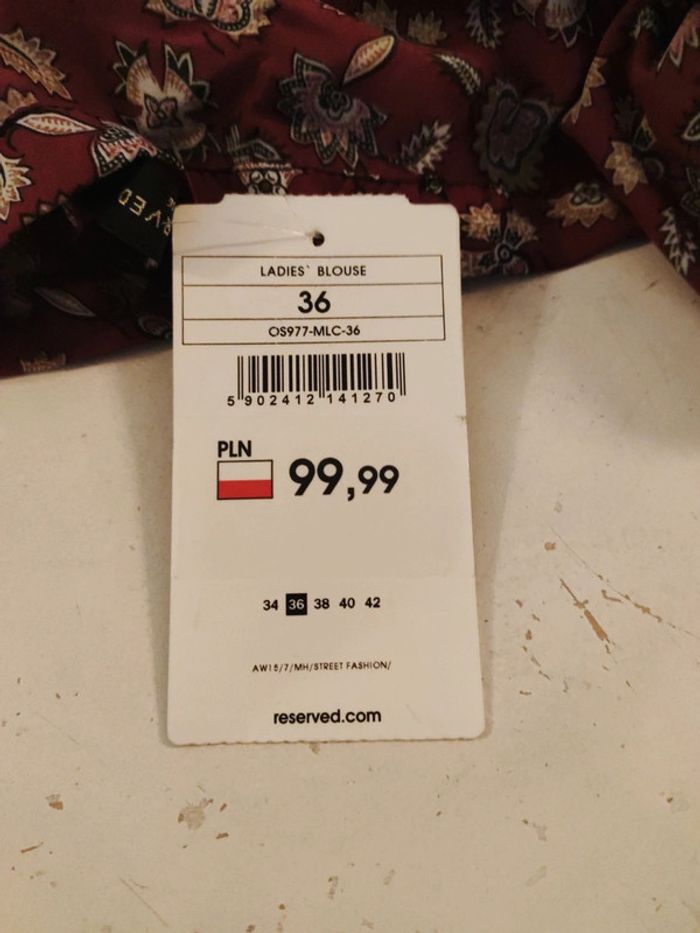 RVED
LADIES` BLOUSE
36
OS977-MLC-36
5 902412 141270
PLN
99,99
34 36 38 40 42
AW15/7/MH/STREET FASHION/
reserved.com